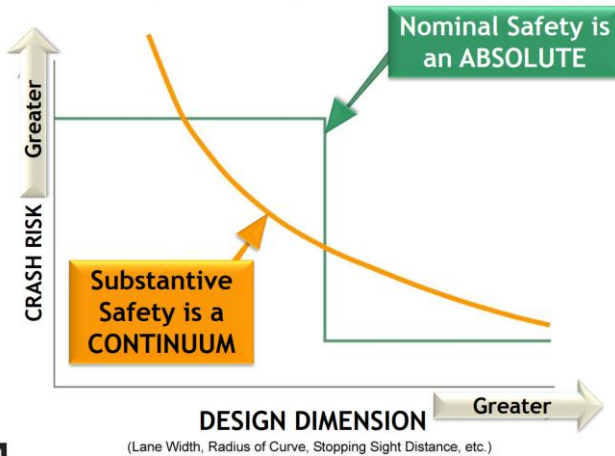 Nominal Safety is
an ABSOLUTE
Greater
CRASH RISK
Substantive
Safety is a
CONTINUUM
Greater
DESIGN DIMENSION
(Lane Width, Radius of Curve, Stopping Sight Distance, etc.)